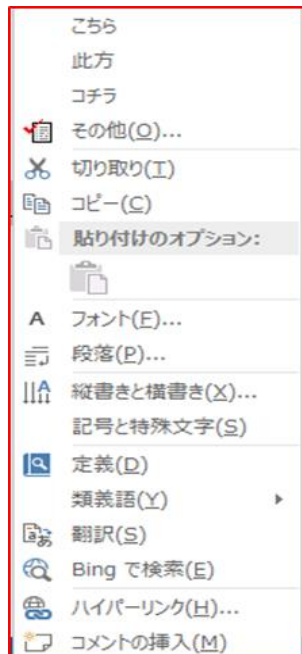 こちら
此方
コチラ
その他(O)...
切り取り(T)
コピー(C)
貼り付けのオプション:
A フォント(F)...
段落(P)...
縦書きと横書き(X)...
記号と特殊文字(S)
定義(D)
類義語(Y)
翻訳(S)
Bing で検索(E)
ハイパーリンク(H)...
コメントの挿入(M)